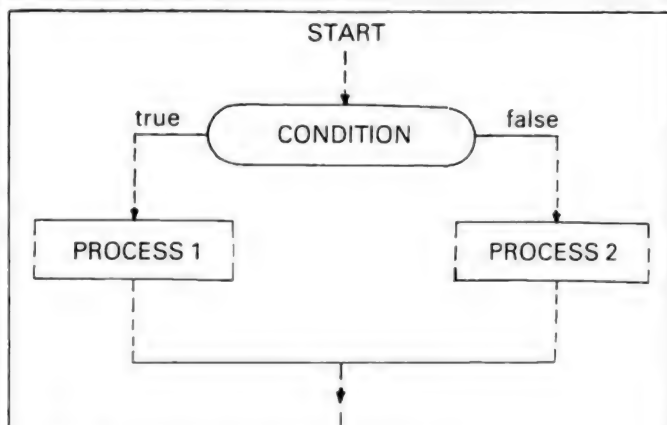 START
true
CONDITION
false
PROCESS 1
PROCESS 2